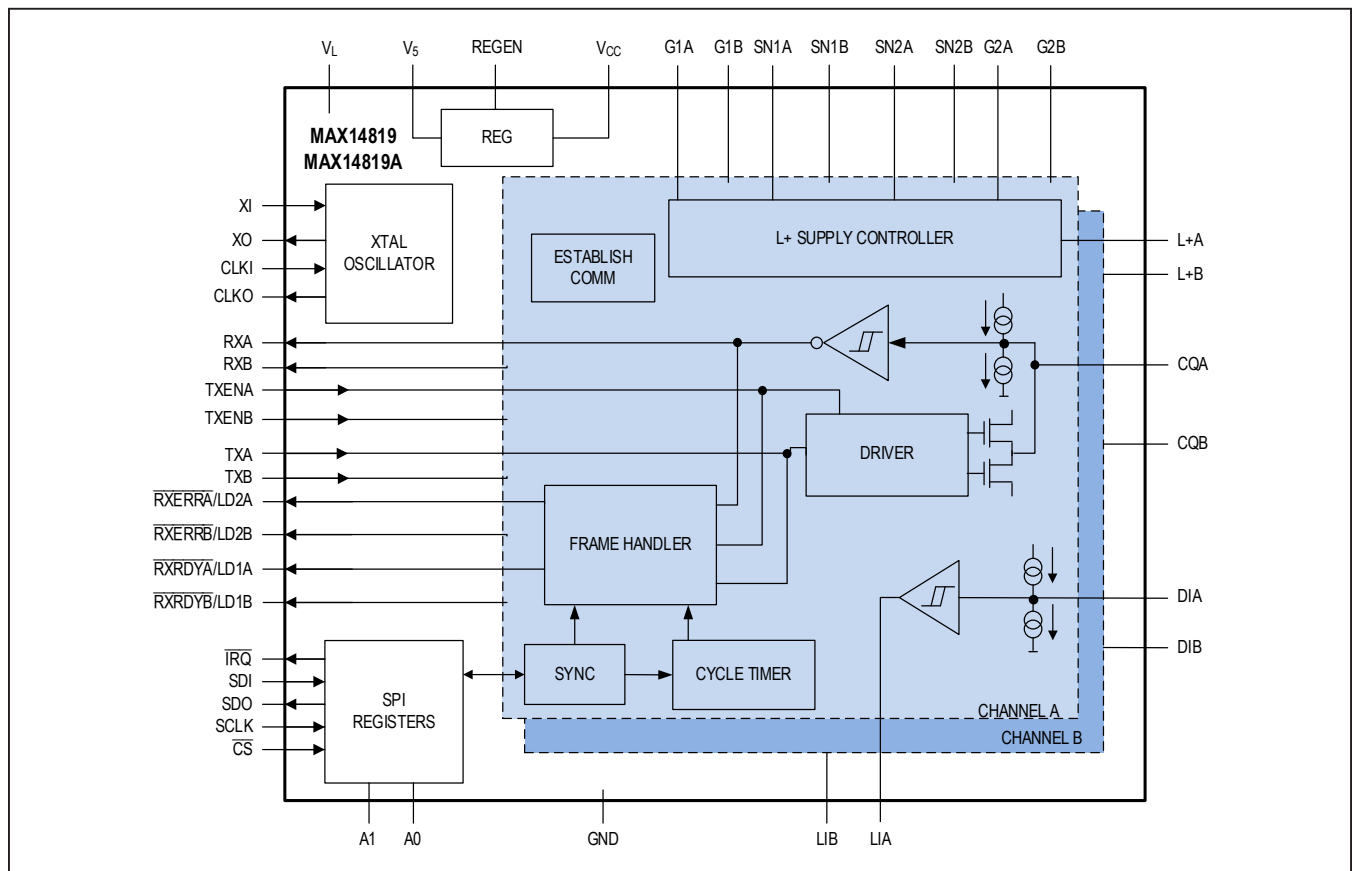 VL
V5
REGEN
VCC
G1A
G1B
SN1A
SN1B
SN2A
SN2B
G2A
G2B
MAX14819
MAX14819A
REG
XI
XO
CLKI
CLKO
XTAL
OSCILLATOR
ESTABLISH
COMM
L+ SUPPLY CONTROLLER
L+A
L+B
RXA
RXB
TXENA
TXENB
TXA
TXB
RXERRA/LD2A
RXERRB/LD2B
RXRDYA/LD1A
RXRDYB/LD1B
CQA
CQB
DRIVER
FRAME HANDLER
DIA
DIB
IRQ
SDI
SDO
SCLK
CS
SPI
REGISTERS
SYNC
CYCLE TIMER
CHANNEL A
CHANNEL B
A1
A0
GND
LIB
LIA